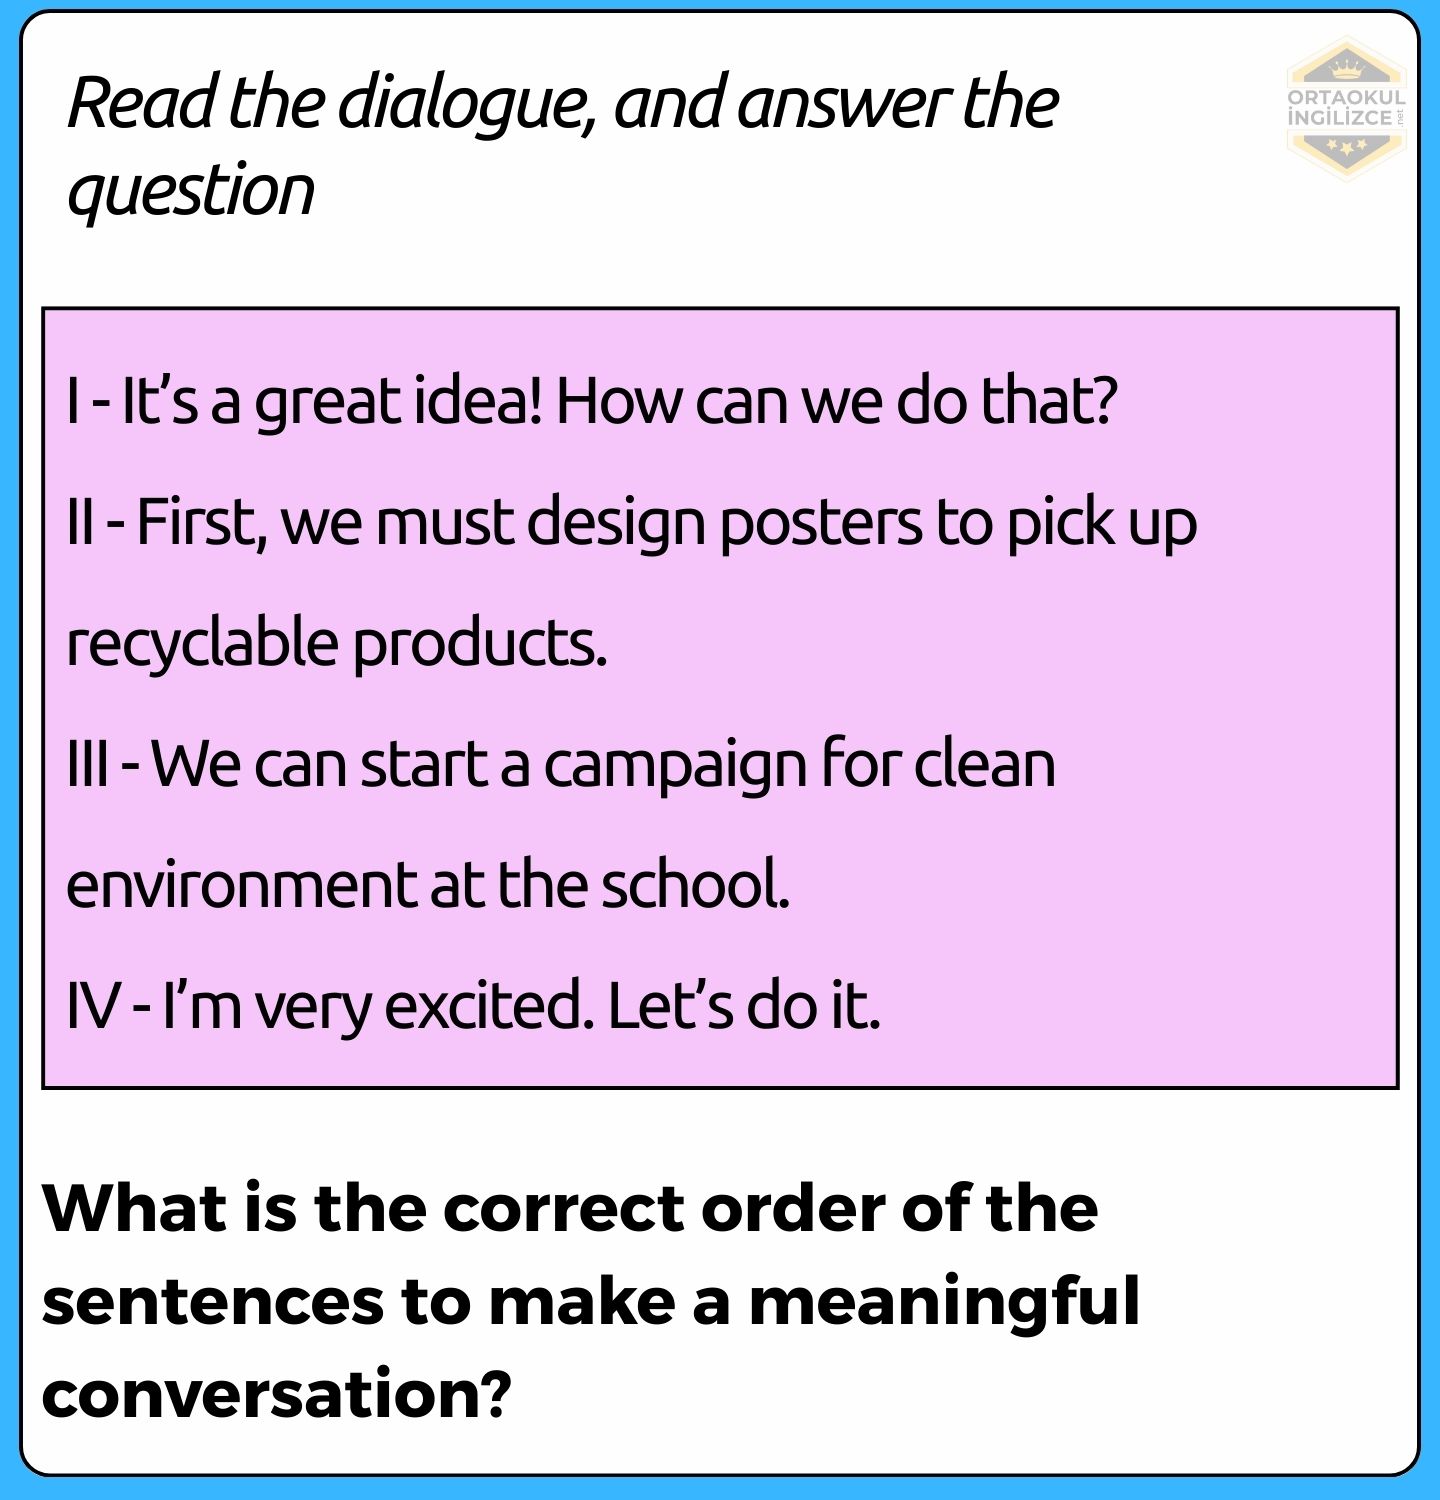 Read the dialogue, and answer the
question
ORTAOKUL
İNGİLİZCE
.net
I - It’s a great idea! How can we do that?
II - First, we must design posters to pick up
recyclable products.
III - We can start a campaign for clean
environment at the school.
IV - I’m very excited. Let’s do it.
What is the correct order of the
sentences to make a meaningful
conversation?